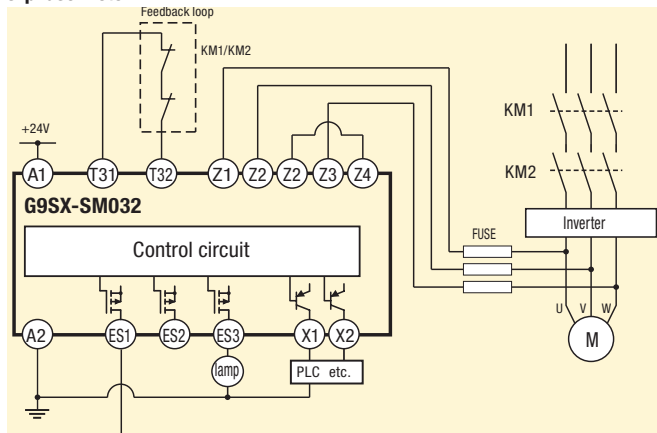 Feedback loop
KM1/KM2
+24V
KM1
KM2
A1
T31
T32
Z1
Z2
Z2
Z3
Z4
G9SX-SM032
Inverter
FUSE
Control circuit
U V W
M
A2
ES1
ES2
ES3
X1
X2
lamp
PLC etc.